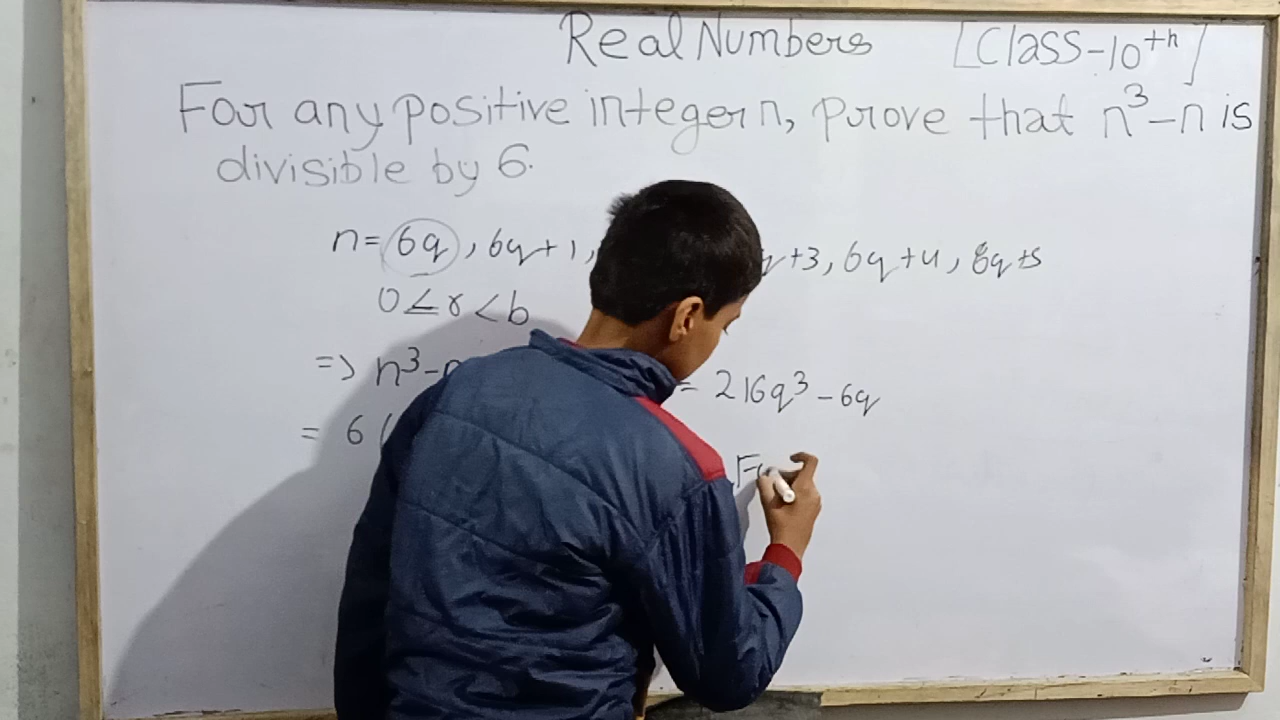 Real Numbers [Class-10th]
For any positive integer n, prove that n³-n is
divisible by 6.
n= 6q, 6q+1, +3, 6q+4, 6q+5
0≤r<b
=> n³- = 216q³-6q
= 6(